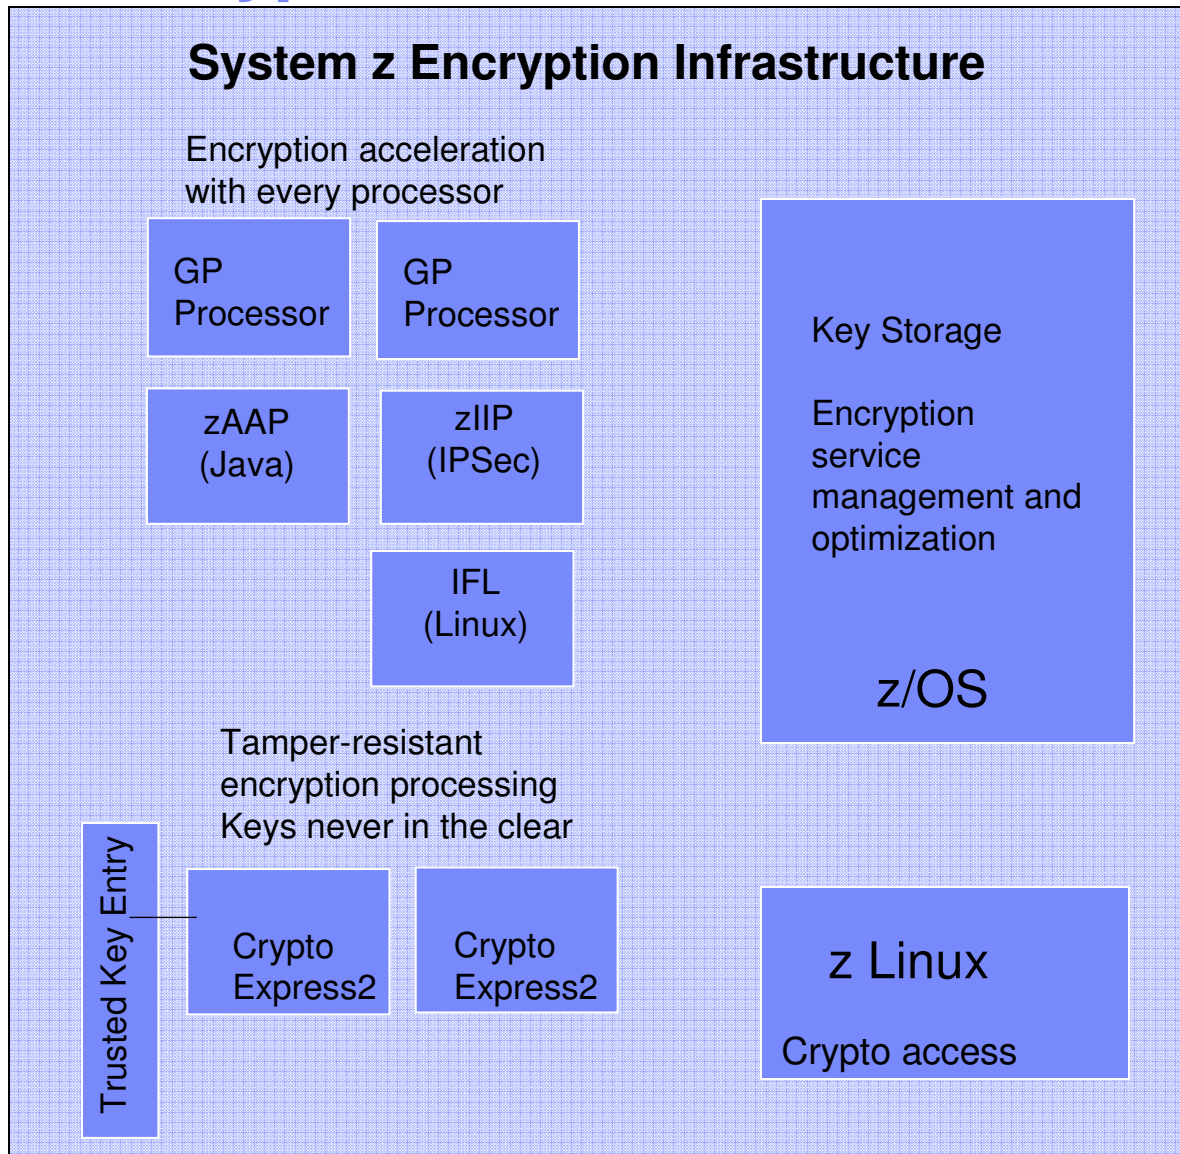 System z Encryption Infrastructure
Encryption acceleration
with every processor
GP
Processor
GP
Processor
zAAP
(Java)
zIIP
(IPSec)
IFL
(Linux)
Key Storage
Encryption
service
management and
optimization
z/OS
Tamper-resistant
encryption processing
Keys never in the clear
Trusted Key Entry
Crypto
Express2
Crypto
Express2
z Linux
Crypto access